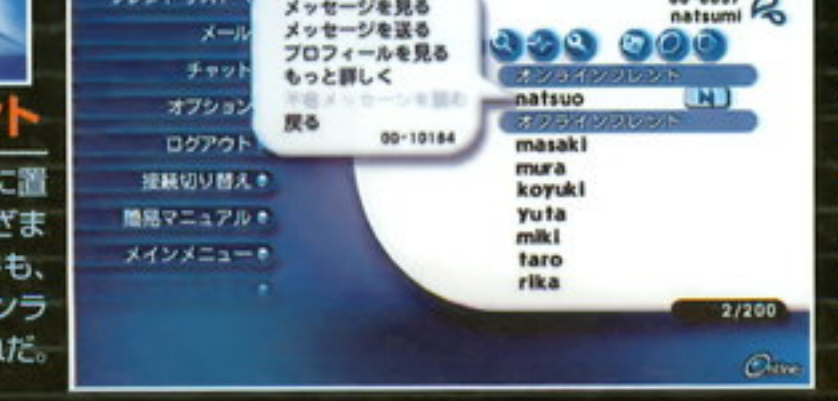 メッセージを見る
メッセージを送る
プロフィールを見る
もっと詳しく
戻る
00-10184
メール
チャット
オプション
ログアウト
接続切り替え
簡易マニュアル
メインメニュー
natsumi
オンラインフレンド
natsuo
N
オフラインフレンド
masaki
mura
koyuki
yuta
miki
taro
rika
2/200
Online
ント
に置
ざま
も、
ンラ
だ。